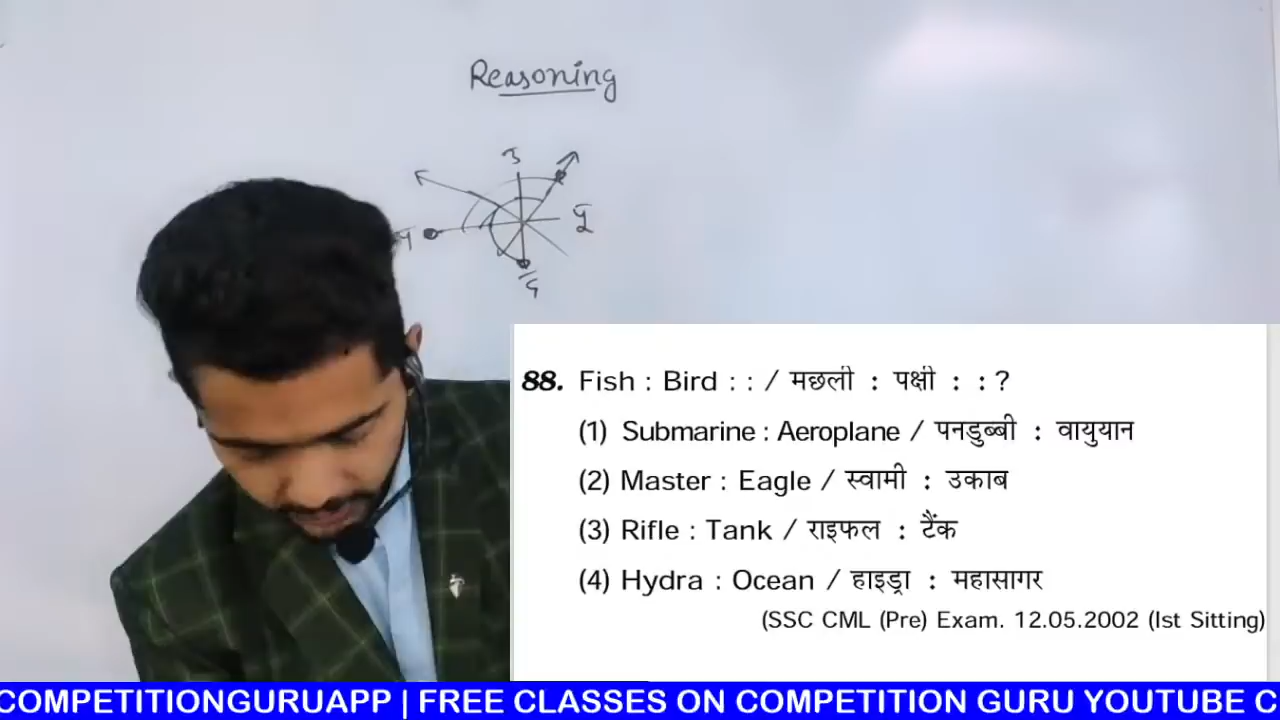 Reasoning
उ
पू
द
88. Fish : Bird : : / मछली : पक्षी : : ?
(1) Submarine : Aeroplane / पनडुब्बी : वायुयान
(2) Master : Eagle / स्वामी : उकाब
(3) Rifle : Tank / राइफल : टैंक
(4) Hydra : Ocean / हाइड्रा : महासागर
(SSC CML (Pre) Exam. 12.05.2002 (Ist Sitting)
COMPETITIONGURUAPP | FREE CLASSES ON COMPETITION GURU YOUTUBE C